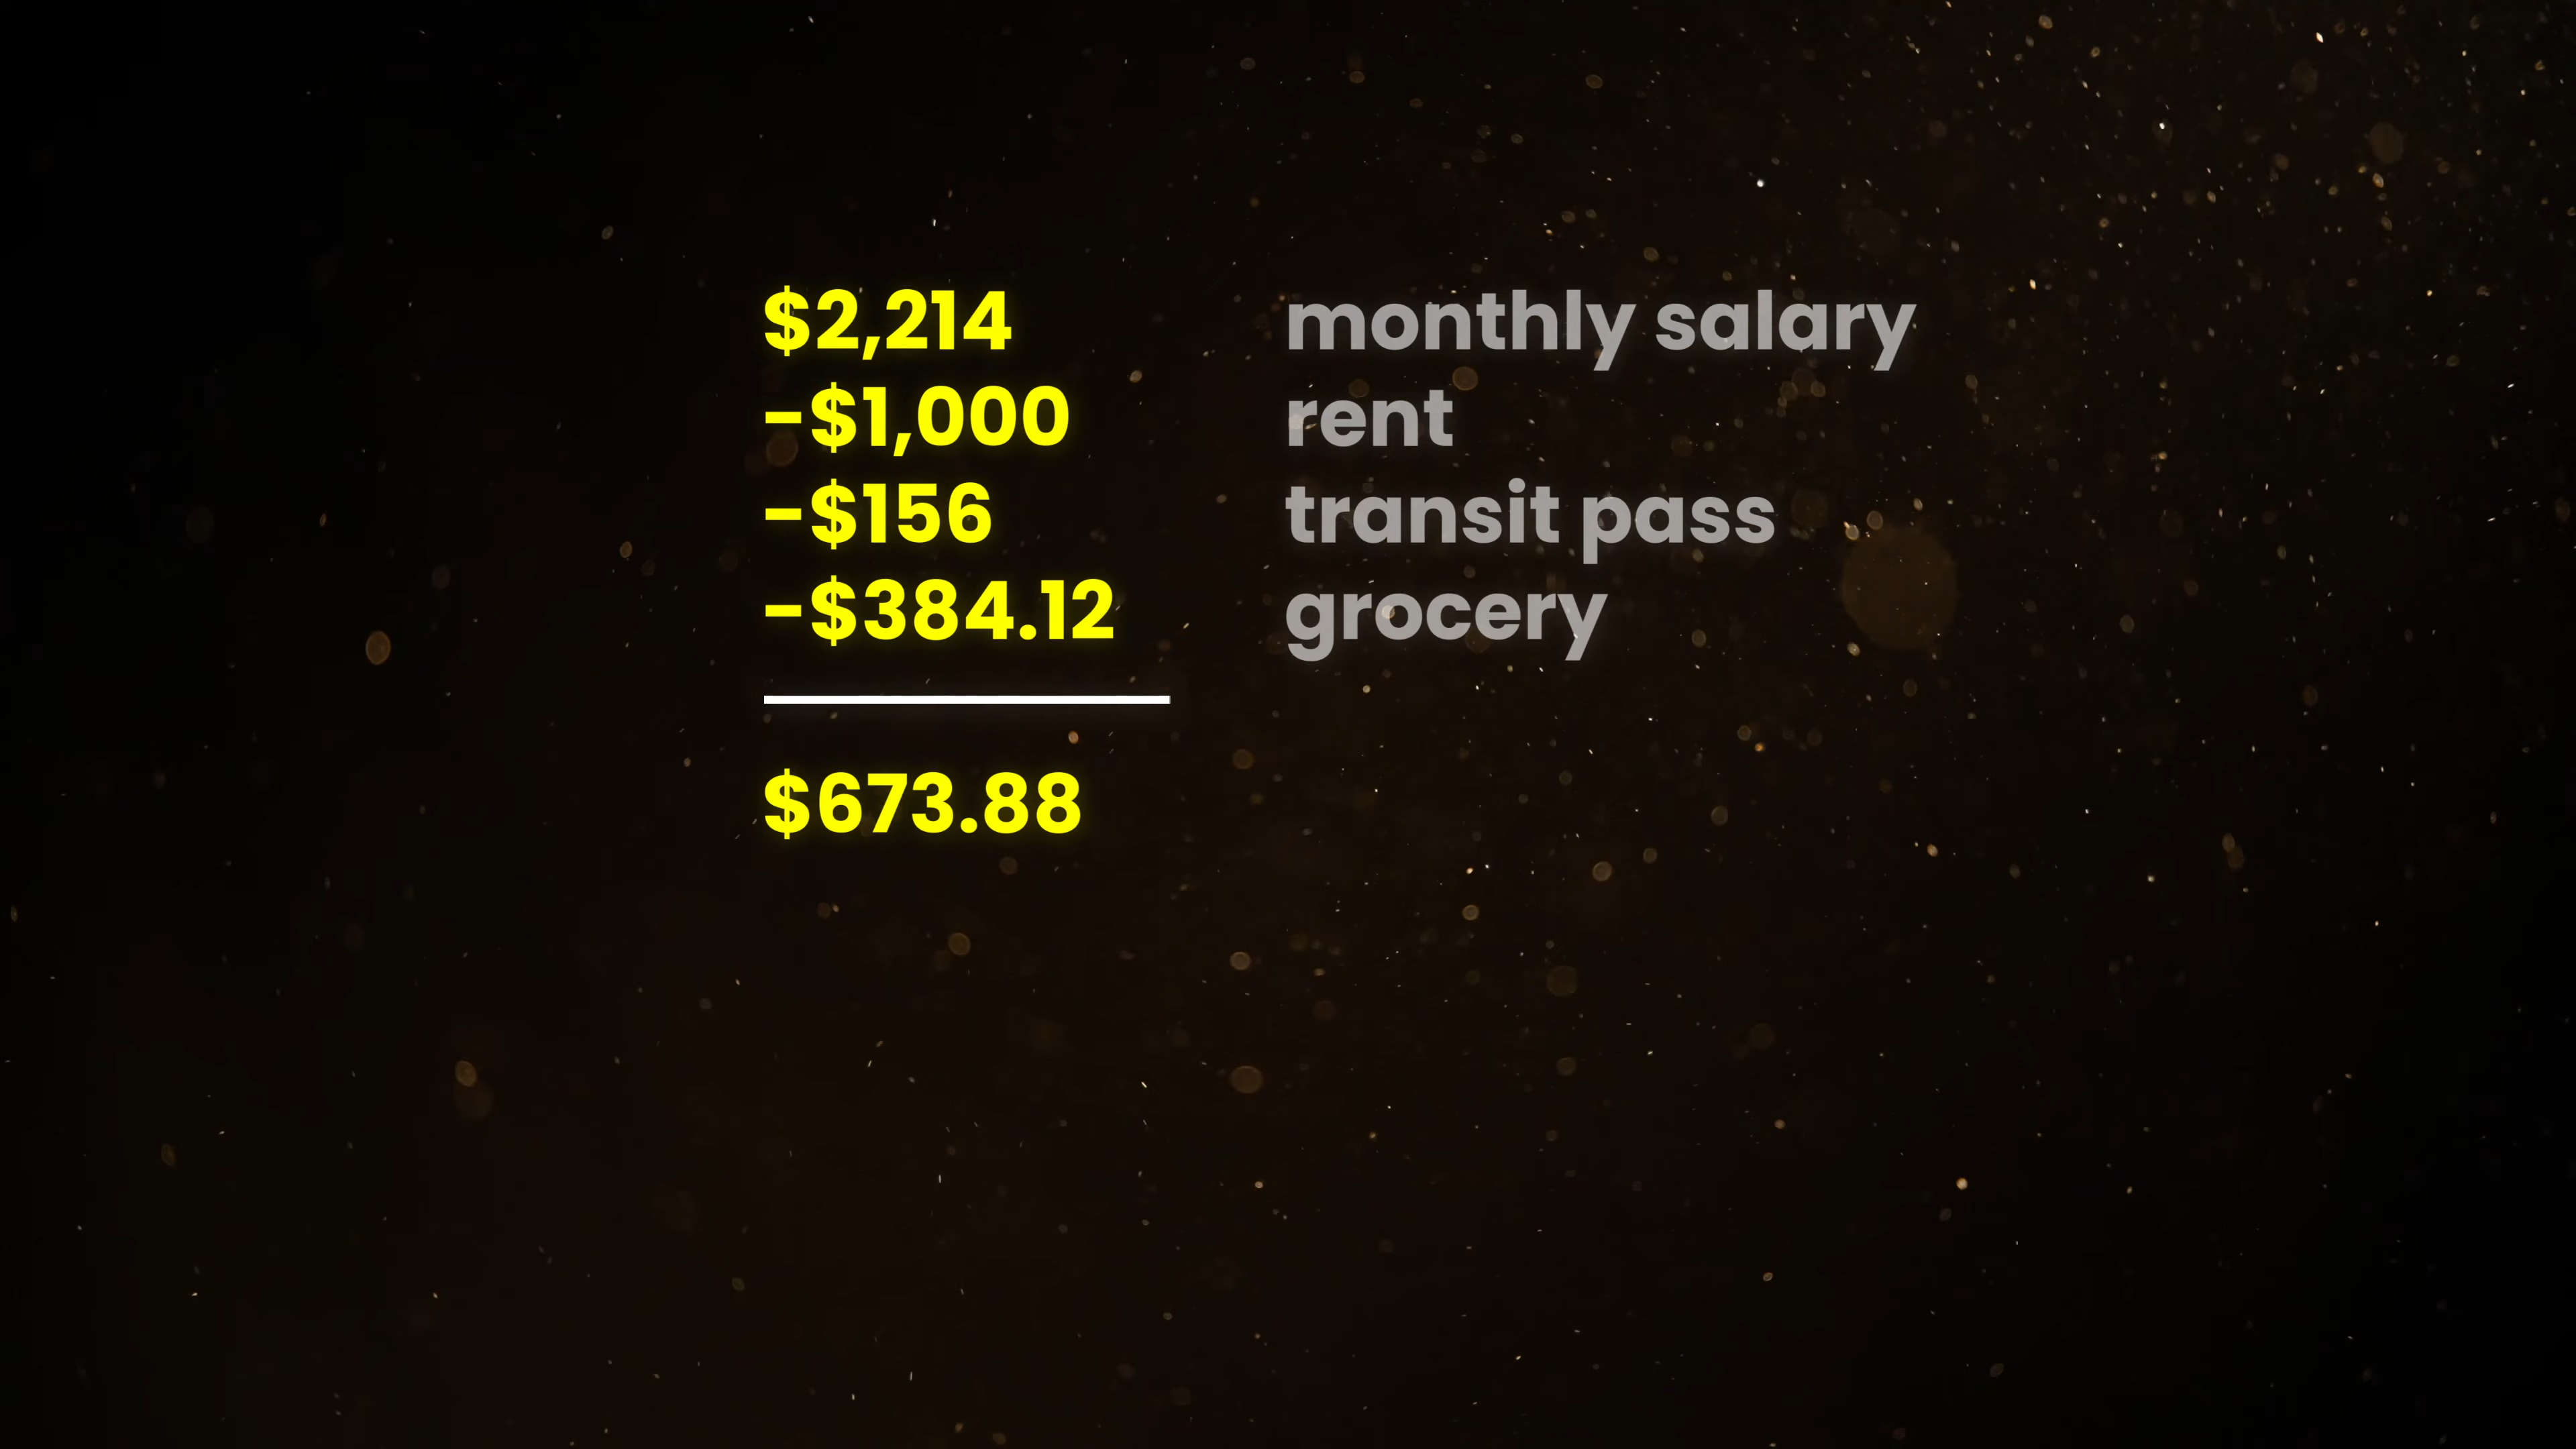 $2,214 monthly salary
-$1,000 rent
-$156 transit pass
-$384.12 grocery
$673.88